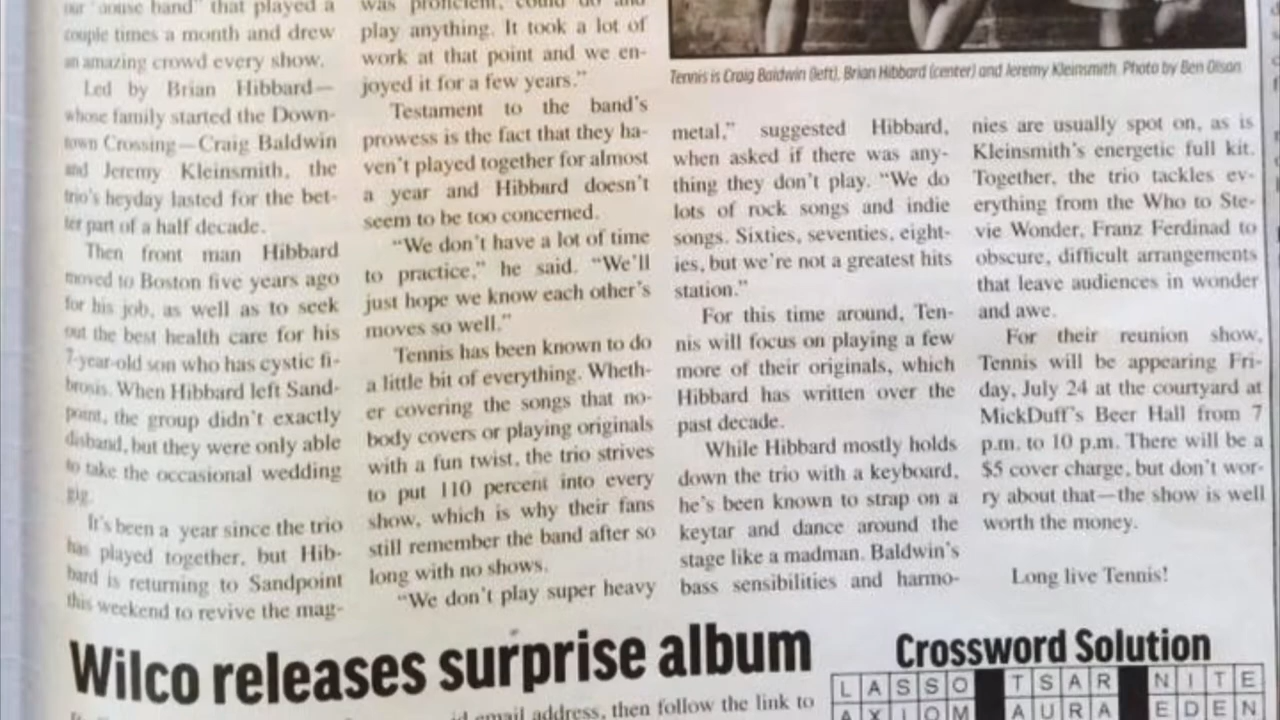 our "house band" that played a
couple times a month and drew
an amazing crowd every show.
Led by Brian Hibbard—
whose family started the Down-
town Crossing—Craig Baldwin
and Jeremy Kleinsmith, the
trio's heyday lasted for the bet-
ter part of a half decade.
Then front man Hibbard
moved to Boston five years ago
for his job, as well as to seek
out the best health care for his
7-year-old son who has cystic fi-
brosis. When Hibbard left Sand-
point, the group didn't exactly
disband, but they were only able
to take the occasional wedding
gig.
It's been a year since the trio
has played together, but Hib-
bard is returning to Sandpoint
this weekend to revive the mag-
was proficient, could do and
play anything. It took a lot of
work at that point and we en-
joyed it for a few years."
Testament to the band's
prowess is the fact that they ha-
ven't played together for almost
a year and Hibbard doesn't
seem to be too concerned.
"We don't have a lot of time
to practice," he said. "We'll
just hope we know each other's
moves so well."
Tennis has been known to do
a little bit of everything. Wheth-
er covering the songs that no-
body covers or playing originals
with a fun twist, the trio strives
to put 110 percent into every
show, which is why their fans
still remember the band after so
long with no shows.
"We don't play super heavy
Tennis is Craig Baldwin (left), Brian Hibbard (center) and Jeremy Kleinsmith. Photo by Ben Olson.
metal," suggested Hibbard,
when asked if there was any-
thing they don't play. "We do
lots of rock songs and indie
songs. Sixties, seventies, eight-
ies, but we're not a greatest hits
station."
For this time around, Ten-
nis will focus on playing a few
more of their originals, which
Hibbard has written over the
past decade.
While Hibbard mostly holds
down the trio with a keyboard,
he's been known to strap on a
keytar and dance around the
stage like a madman. Baldwin's
bass sensibilities and harmo-
nies are usually spot on, as is
Kleinsmith's energetic full kit.
Together, the trio tackles ev-
erything from the Who to Ste-
vie Wonder, Franz Ferdinad to
obscure, difficult arrangements
that leave audiences in wonder
and awe.
For their reunion show,
Tennis will be appearing Fri-
day, July 24 at the courtyard at
MickDuff's Beer Hall from 7
p.m. to 10 p.m. There will be a
$5 cover charge, but don't wor-
ry about that—the show is well
worth the money.
Long live Tennis!
Wilco releases surprise album
email address, then follow the link to
Crossword Solution
LASSO TSAR NITE
AXIOM AURA EDEN